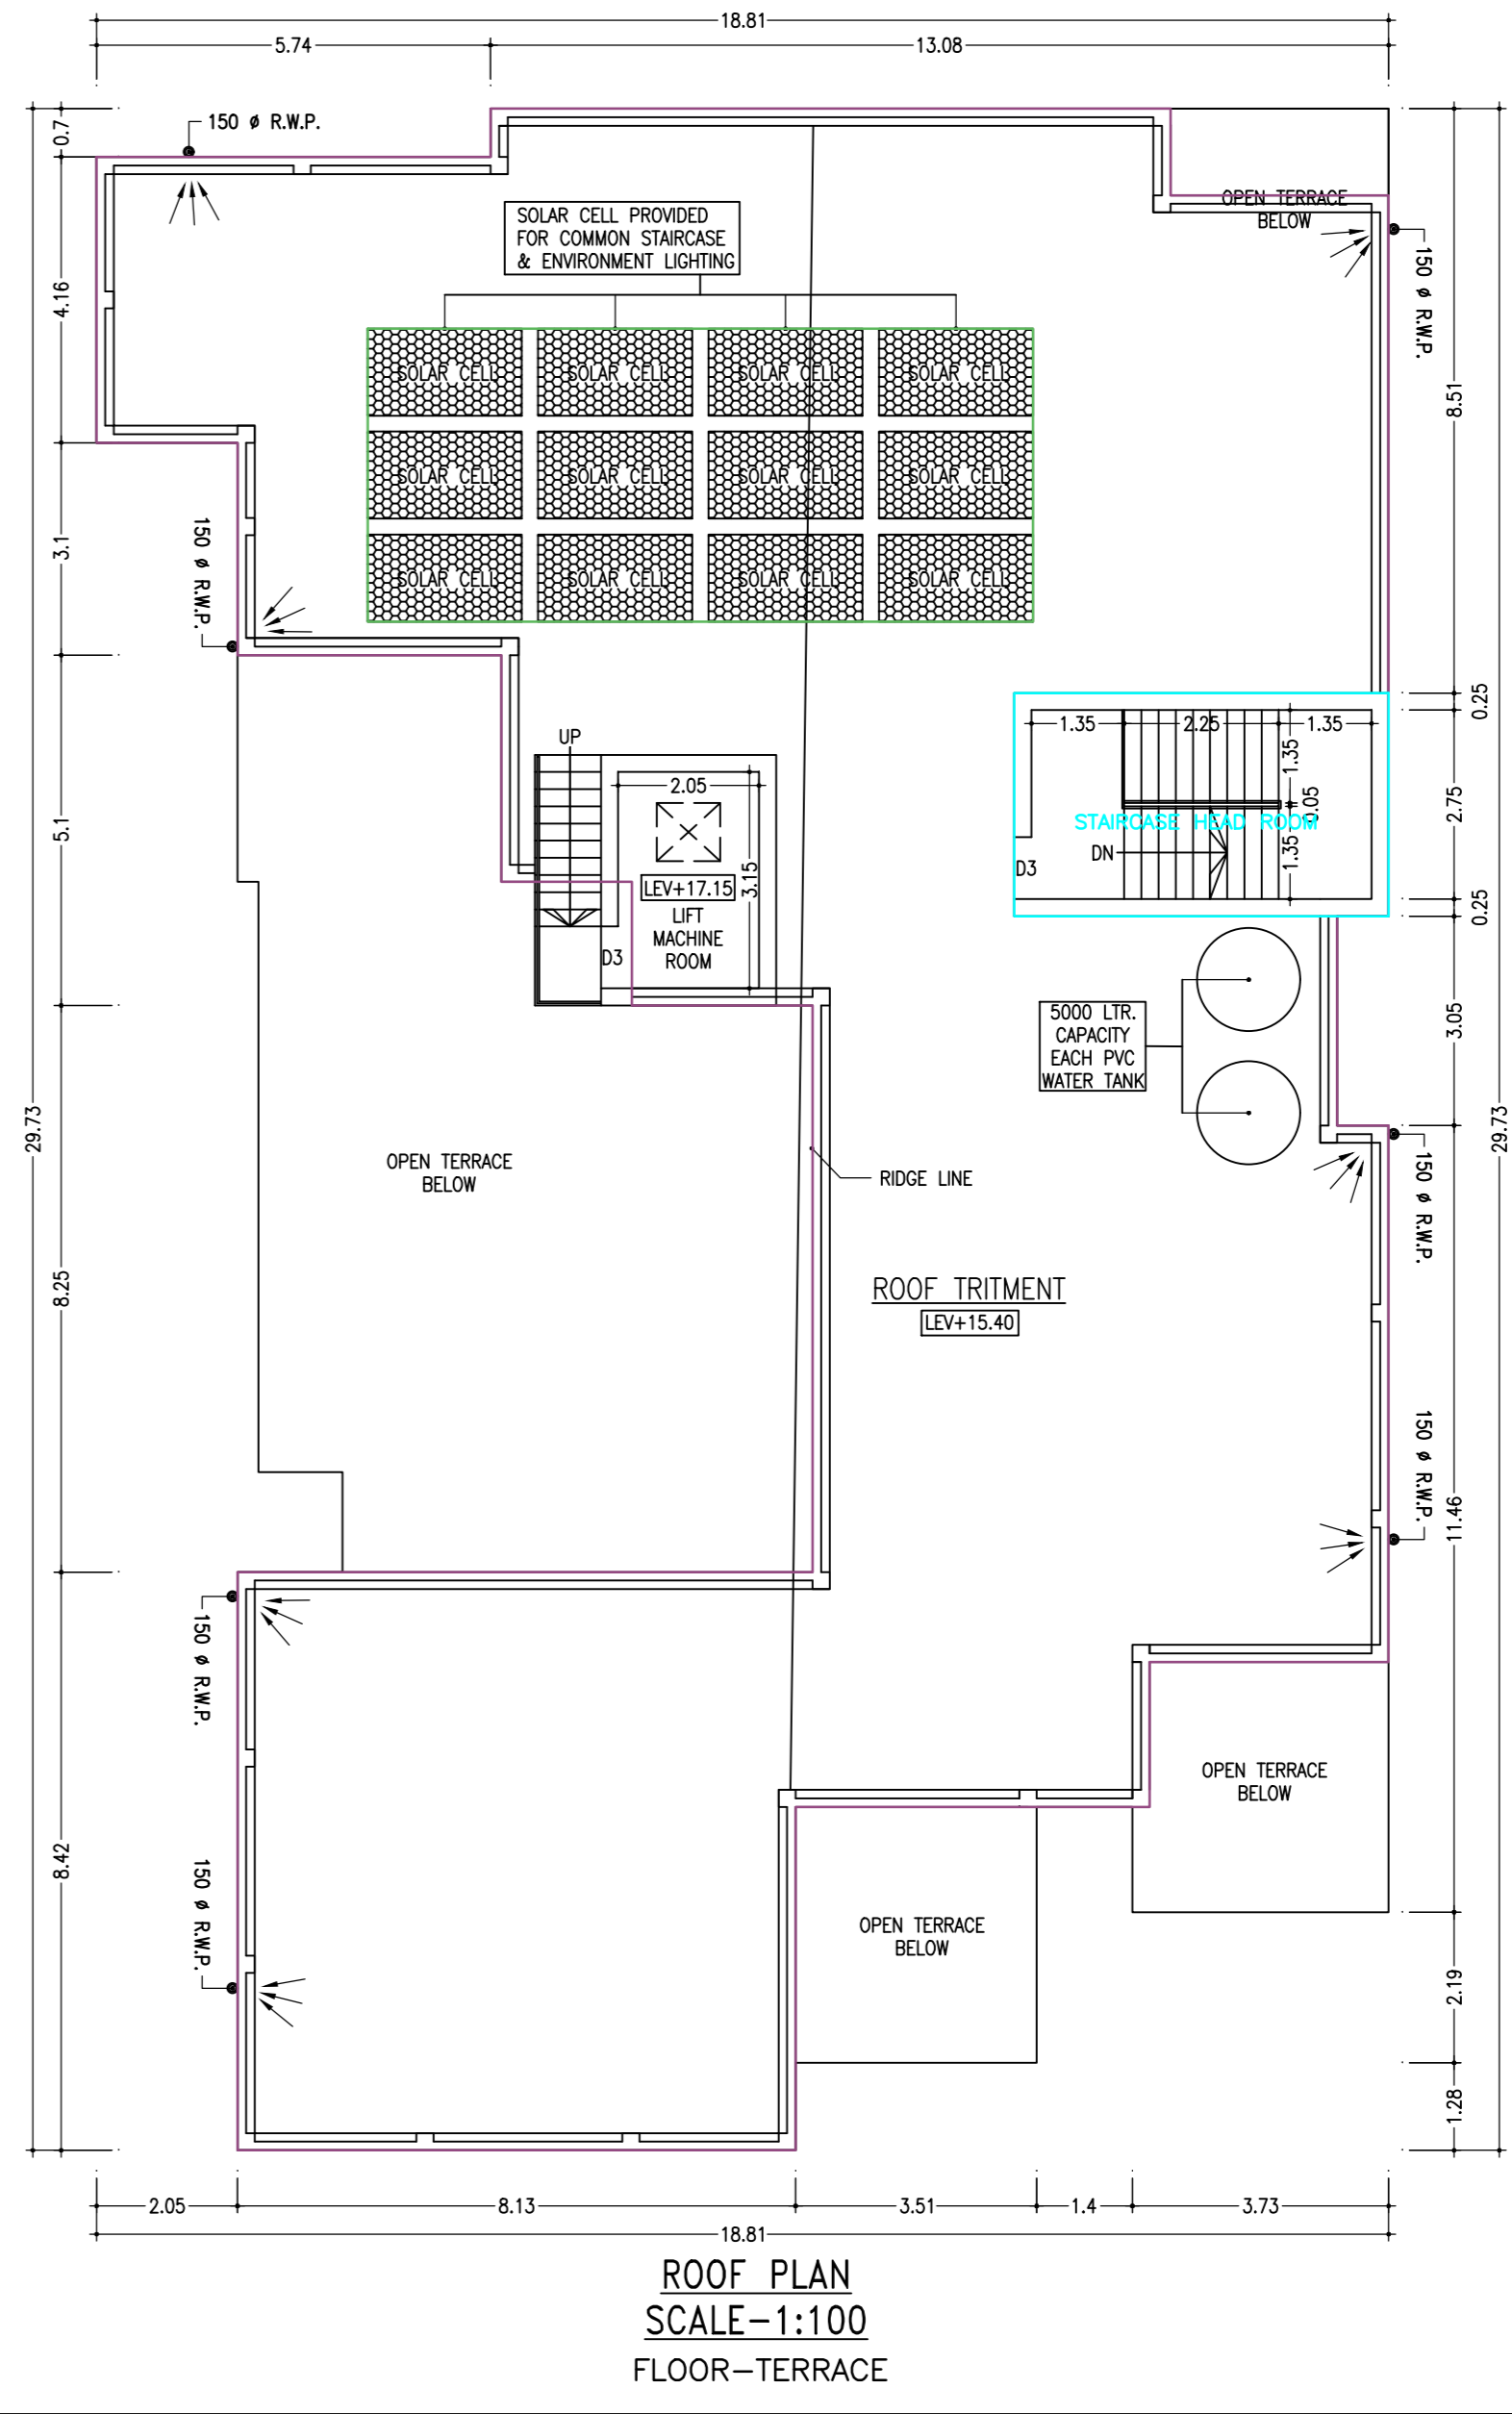 18.81
5.74
13.08
0.7
150 ø R.W.P.
OPEN TERRACE
BELOW
SOLAR CELL PROVIDED
FOR COMMON STAIRCASE
& ENVIRONMENT LIGHTING
150 ø R.W.P.
4.16
8.51
SOLAR CELL
SOLAR CELL
SOLAR CELL
SOLAR CELL
SOLAR CELL
SOLAR CELL
SOLAR CELL
SOLAR CELL
SOLAR CELL
SOLAR CELL
SOLAR CELL
SOLAR CELL
3.1
150 ø R.W.P.
0.25
1.35
2.25
1.35
1.35
UP
2.05
0.05
2.75
STAIRCASE HEAD ROOM
5.1
1.35
DN
D3
3.15
LEV+17.15
LIFT
MACHINE
ROOM
D3
0.25
5000 LTR.
CAPACITY
EACH PVC
WATER TANK
3.05
29.73
29.73
OPEN TERRACE
BELOW
RIDGE LINE
150 ø R.W.P.
8.25
ROOF TRITMENT
LEV+15.40
150 ø R.W.P.
11.46
150 ø R.W.P.
OPEN TERRACE
BELOW
8.42
150 ø R.W.P.
OPEN TERRACE
BELOW
2.19
1.28
2.05
8.13
3.51
1.4
3.73
18.81
ROOF PLAN
SCALE-1:100
FLOOR-TERRACE